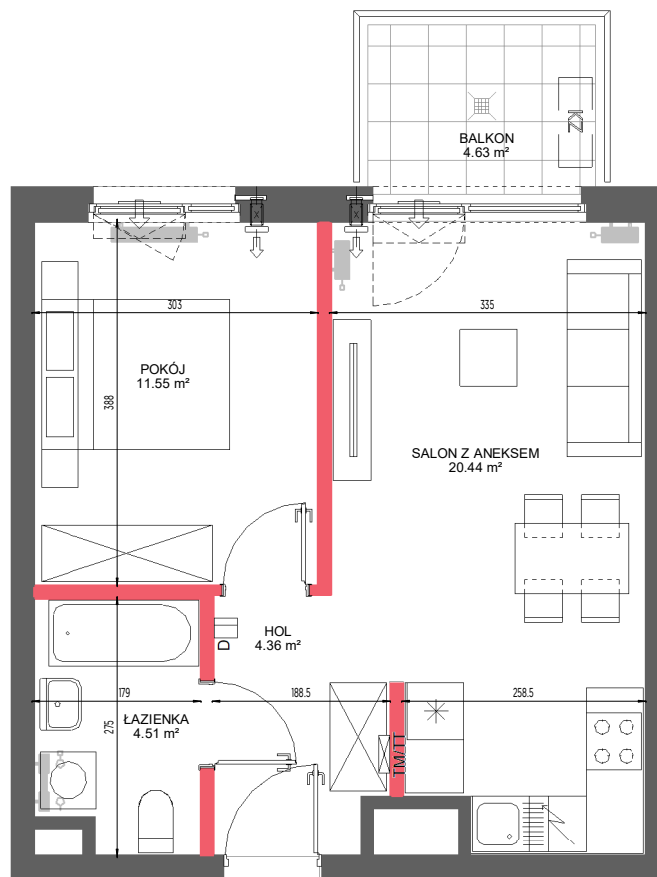 BALKON
4.63 m²
KZ
X
X
303
335
POKÓJ
11.55 m²
388
SALON Z ANEKSEM
20.44 m²
HOL
4.36 m²
D
179
188.5
258.5
ŁAZIENKA
4.51 m²
275
TM/TT